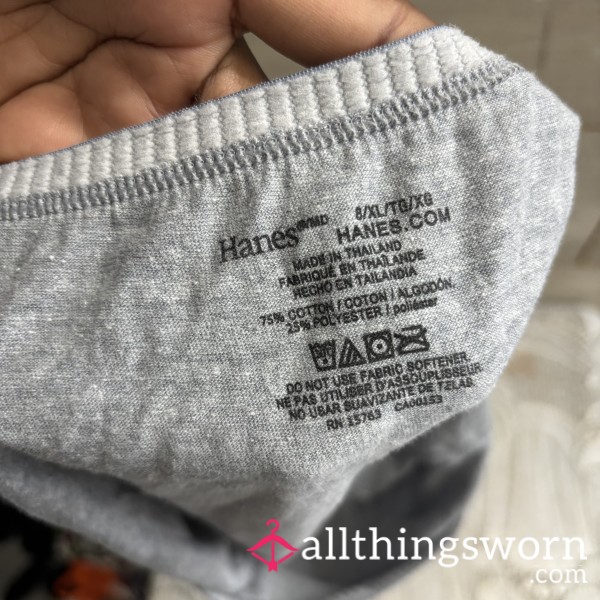 Hanes®/MD 8/XL/TG/XG
HANES.COM
MADE IN THAILAND
FABRIQUÉ EN THAÏLANDE
HECHO EN TAILANDIA
75% COTTON / COTON / ALGODÓN.
25% POLYESTER / poliéster
DO NOT USE FABRIC SOFTENER.
NE PAS UTILISER D'ASSOUPLISSEUR
NO USAR SUAVIZANTE DE TELAS.
RN 15763 CA00153
allthingsworn
.com